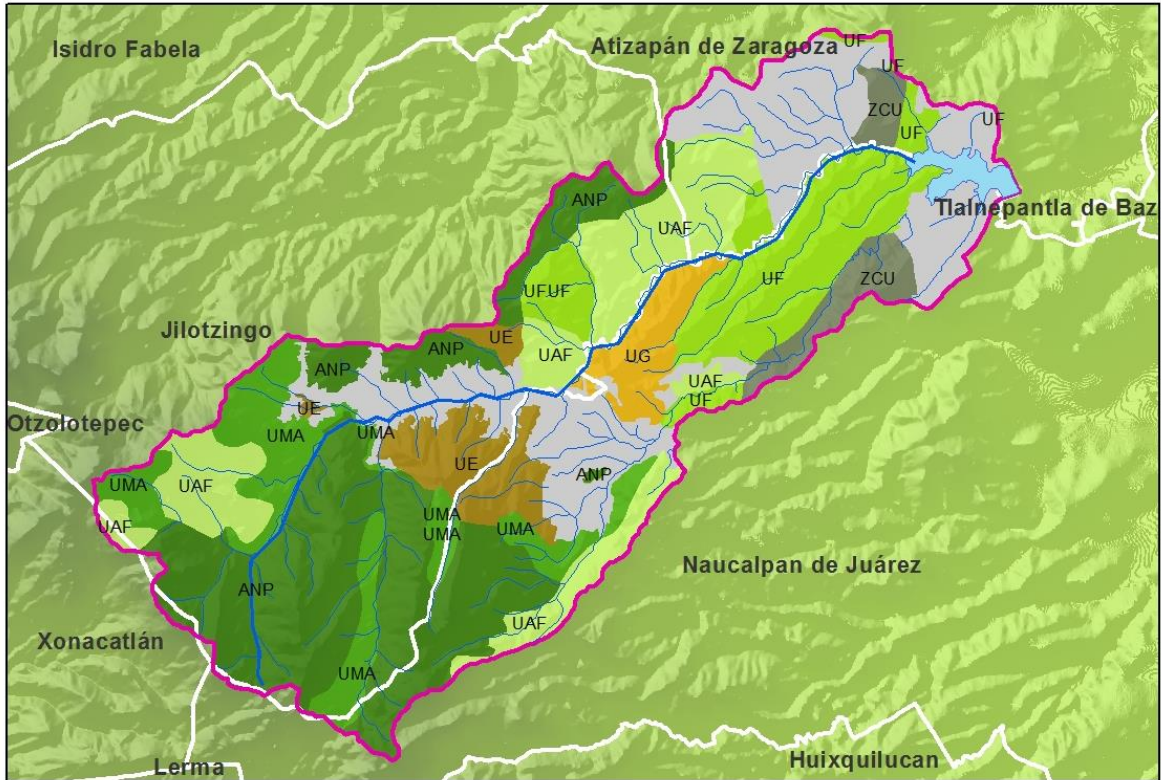 Isidro Fabela
Atizapán de Zaragoza
UF
UF
ZCU
UF
UF
ANP
Tlalnepantla de Baz
UAF
UF
ZCU
UFUF
Jilotzingo
UE
ANP
UAF
UG
ANP
UAF
UF
UE
Otzolotepec
UMA
UMA
UE
ANP
UMA
UAF
UMA
UMA
UMA
UAF
Naucalpan de Juárez
ANP
UAF
Xonacatlán
UMA
Lerma
Huixquilucan